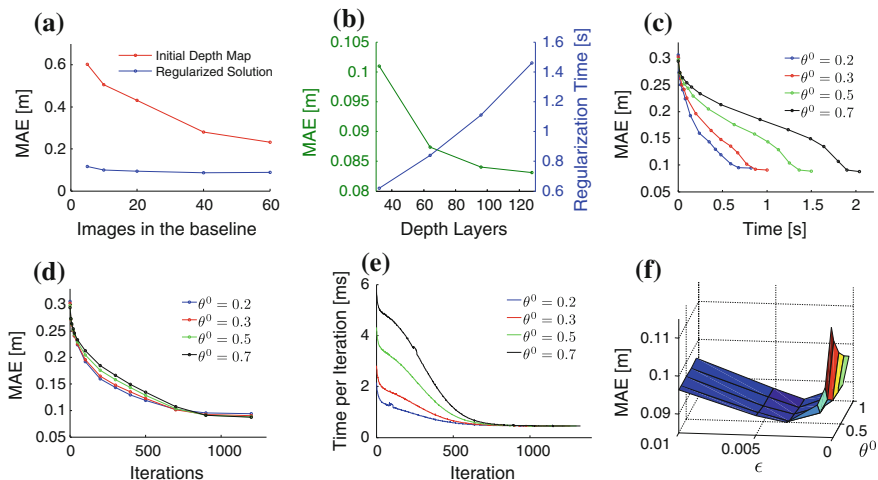 (a)
MAE [m]
0.6
0.4
0.2
0
Initial Depth Map
Regularized Solution
0 20 40 60
Images in the baseline
(b)
MAE [m]
0.105
0.1
0.095
0.09
0.085
0.08
1.6
1.4
1.2
1
0.8
0.6
Regularization Time [s]
40 60 80 100 120
Depth Layers
(c)
MAE [m]
0.3
0.25
0.2
0.15
0.1
0.05
θ⁰ = 0.2
θ⁰ = 0.3
θ⁰ = 0.5
θ⁰ = 0.7
0 0.5 1 1.5 2
Time [s]
(d)
MAE [m]
0.3
0.25
0.2
0.15
0.1
0.05
θ⁰ = 0.2
θ⁰ = 0.3
θ⁰ = 0.5
θ⁰ = 0.7
0 500 1000
Iterations
(e)
Time per Iteration [ms]
6
4
2
0
θ⁰ = 0.2
θ⁰ = 0.3
θ⁰ = 0.5
θ⁰ = 0.7
0 500 1000
Iteration
(f)
MAE [m]
0.11
0.1
0.09
0.01 0.005 0
ϵ
0.5 1
θ⁰